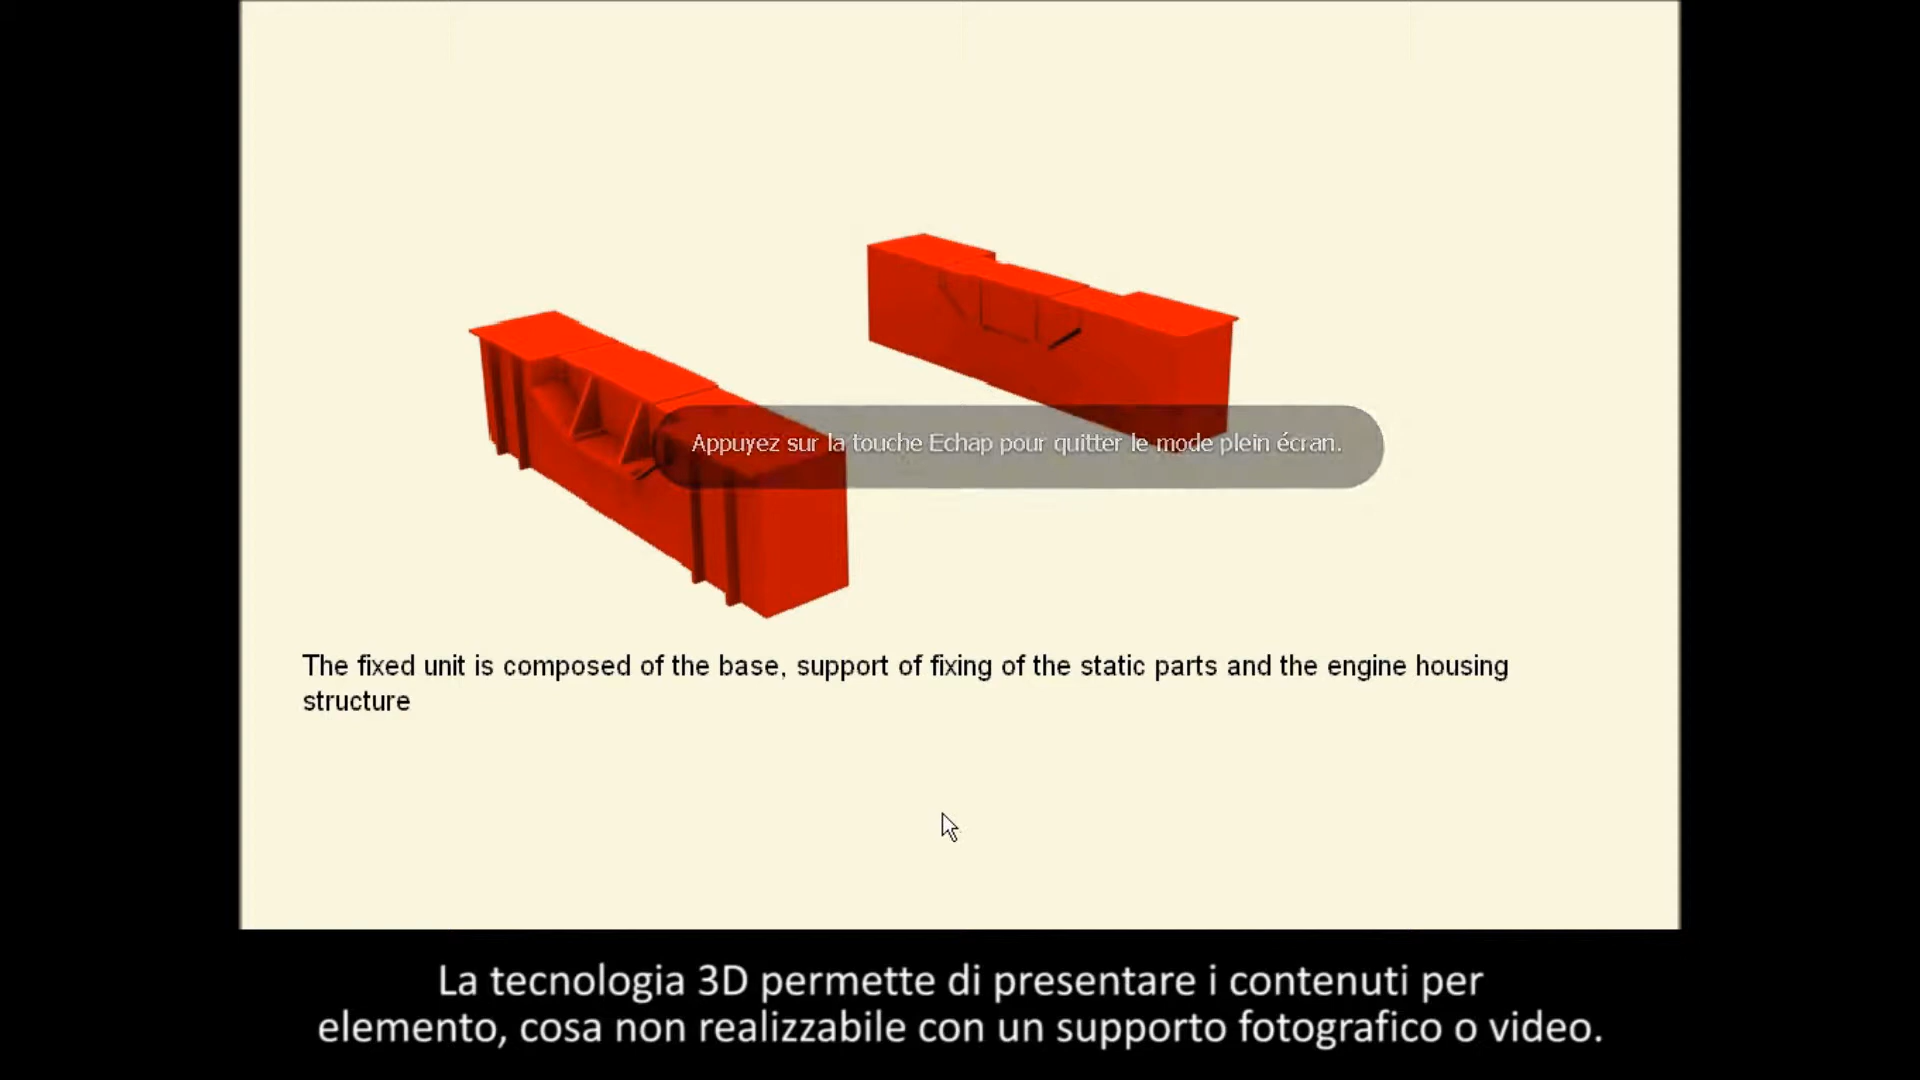 Appuyez sur la touche Echap pour quitter le mode plein écran.
The fixed unit is composed of the base, support of fixing of the static parts and the engine housing
structure
La tecnologia 3D permette di presentare i contenuti per
elemento, cosa non realizzabile con un supporto fotografico o video.